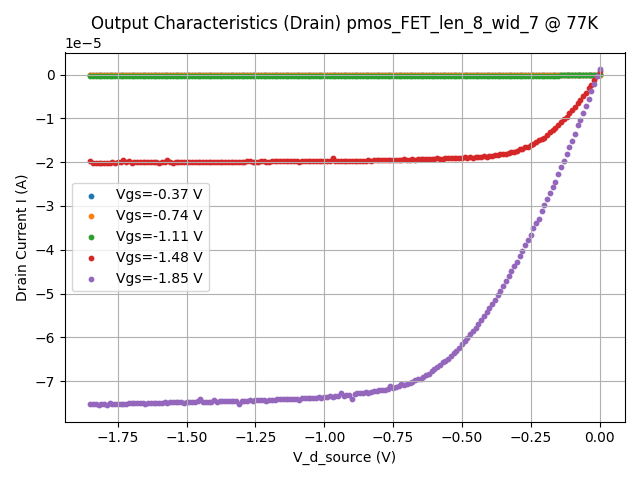 Output Characteristics (Drain) pmos_FET_len_8_wid_7 @ 77K
1e−5
0
−1
−2
−3
−4
−5
−6
−7
Drain Current I (A)
Vgs=-0.37 V
Vgs=-0.74 V
Vgs=-1.11 V
Vgs=-1.48 V
Vgs=-1.85 V
−1.75 −1.50 −1.25 −1.00 −0.75 −0.50 −0.25 0.00
V_d_source (V)